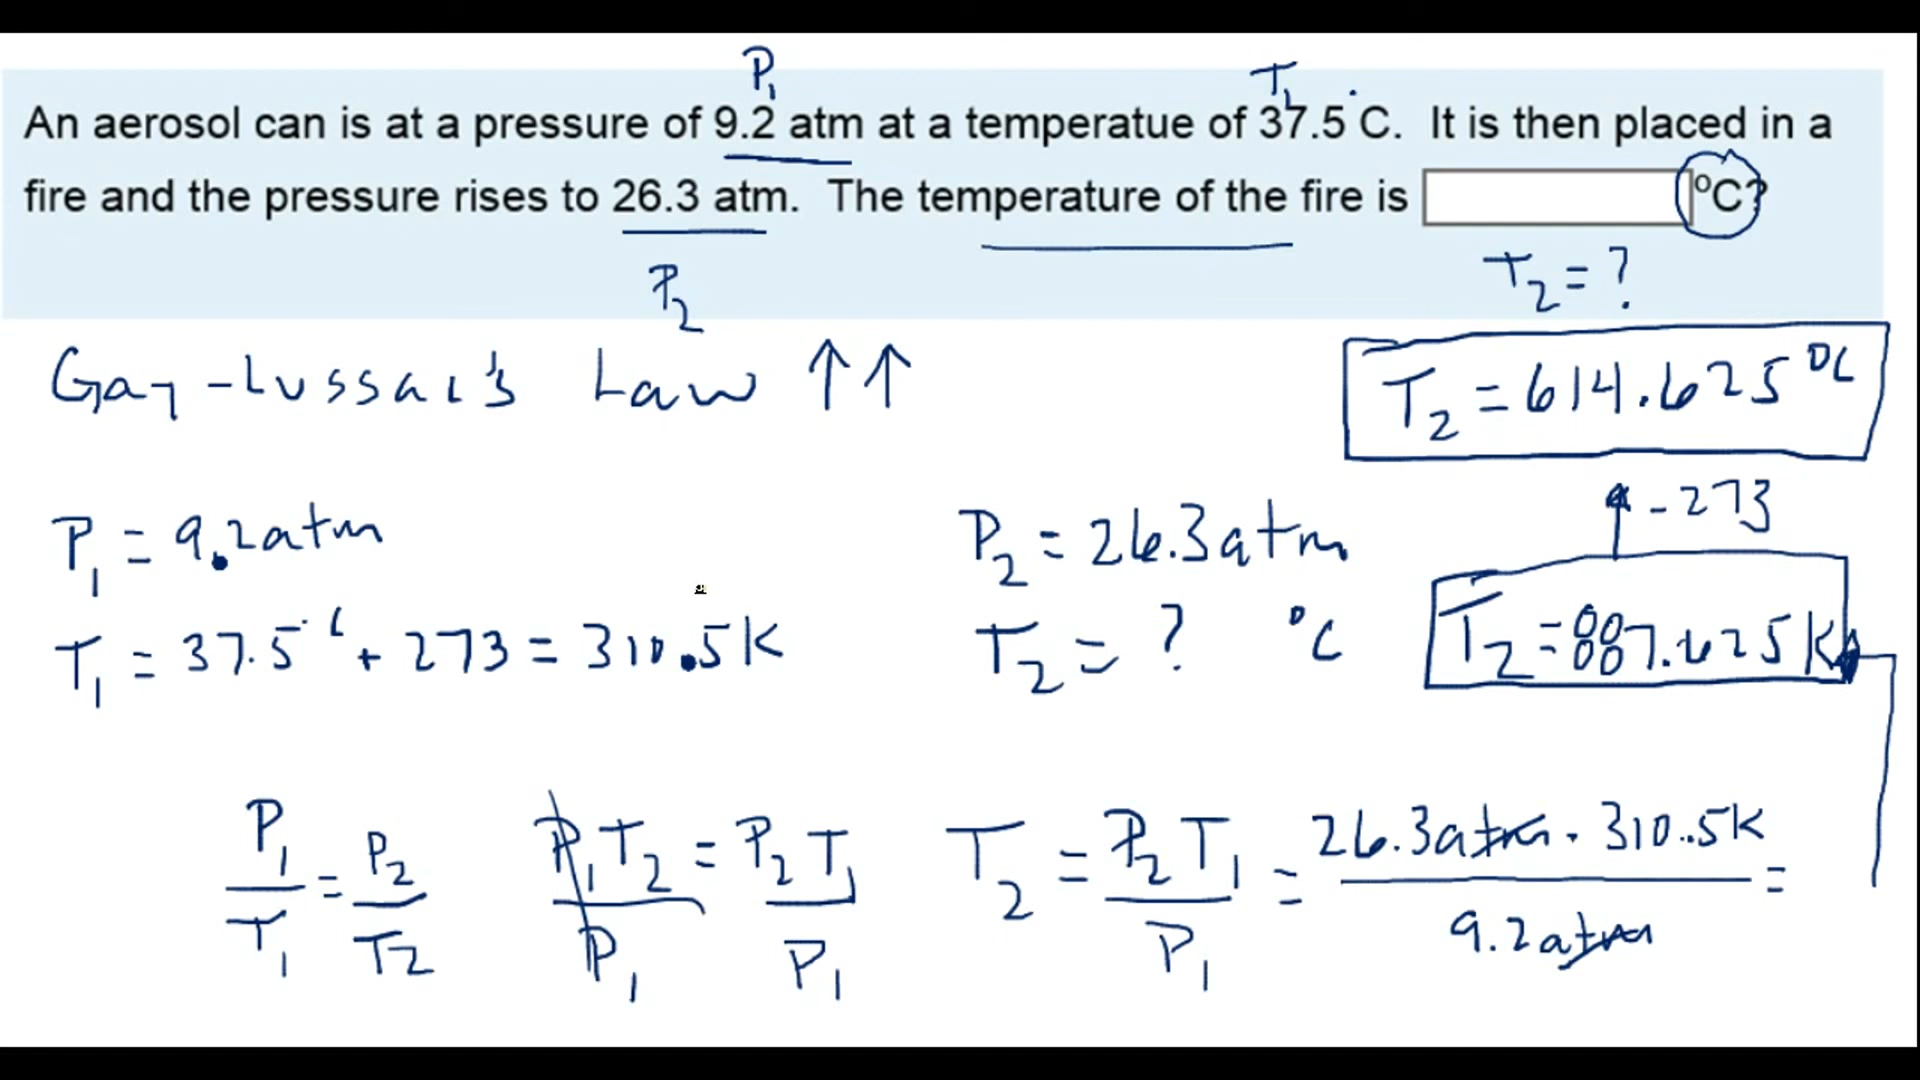 P₁ T₁
An aerosol can is at a pressure of 9.2 atm at a temperatue of 37.5˙C. It is then placed in a
fire and the pressure rises to 26.3 atm. The temperature of the fire is ºC?
P₂ T₂ = ?
Gay-Lussac's Law ↑↑
T₂ = 614.625 °C
- 273
P₁ = 9.2atm P₂ = 26.3atm
T₁ = 37.5°C + 273 = 310.5K T₂ = ? °C T₂ = 887.625K
P₁/T₁ = P₂/T₂ P₁T₂/P₁ = P₂T₁/P₁ T₂ = P₂T₁/P₁ = 26.3atm · 310.5K / 9.2atm =